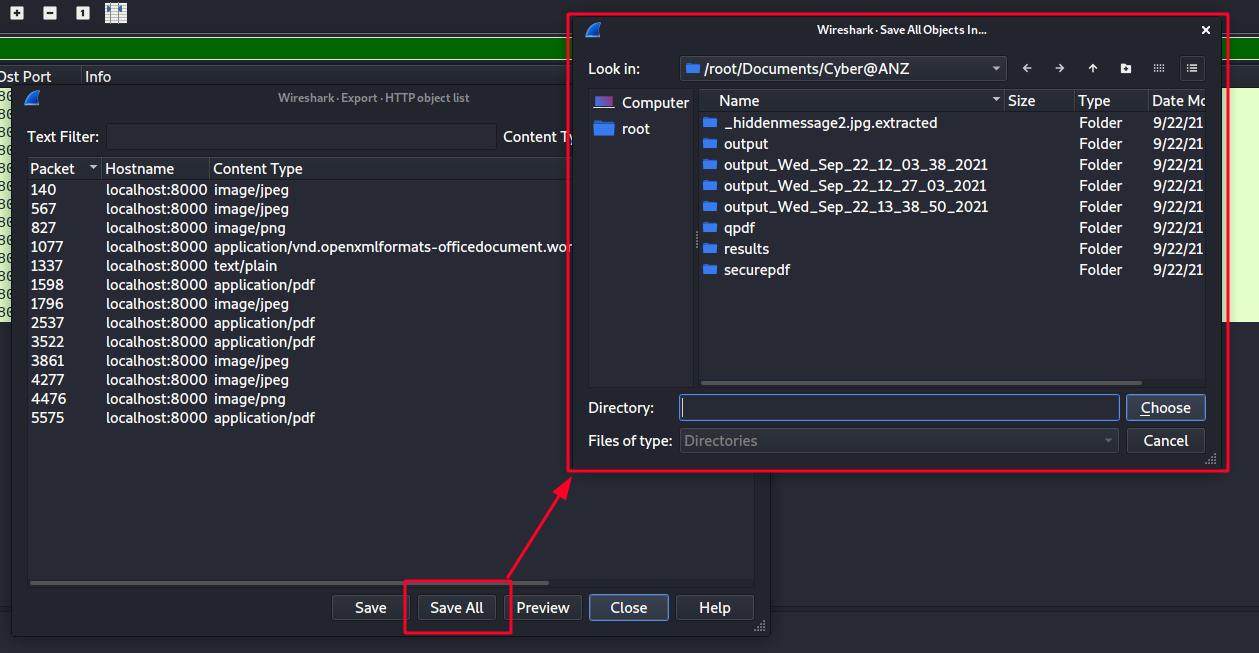 1
Dst Port Info
Wireshark · Export · HTTP object list
Text Filter: Content Ty
Packet Hostname Content Type
140 localhost:8000 image/jpeg
567 localhost:8000 image/jpeg
827 localhost:8000 image/png
1077 localhost:8000 application/vnd.openxmlformats-officedocument.wor
1337 localhost:8000 text/plain
1598 localhost:8000 application/pdf
1796 localhost:8000 image/jpeg
2537 localhost:8000 application/pdf
3522 localhost:8000 application/pdf
3861 localhost:8000 image/jpeg
4277 localhost:8000 image/jpeg
4476 localhost:8000 image/png
5575 localhost:8000 application/pdf
Save Save All Preview Close Help
Wireshark · Save All Objects In...
Look in: /root/Documents/Cyber@ANZ
Computer
root
Name Size Type Date Mo
_hiddenmessage2.jpg.extracted Folder 9/22/21
output Folder 9/22/21
output_Wed_Sep_22_12_03_38_2021 Folder 9/22/21
output_Wed_Sep_22_12_27_03_2021 Folder 9/22/21
output_Wed_Sep_22_13_38_50_2021 Folder 9/22/21
qpdf Folder 9/22/21
results Folder 9/22/21
securepdf Folder 9/22/21
Directory: Choose
Files of type: Directories Cancel